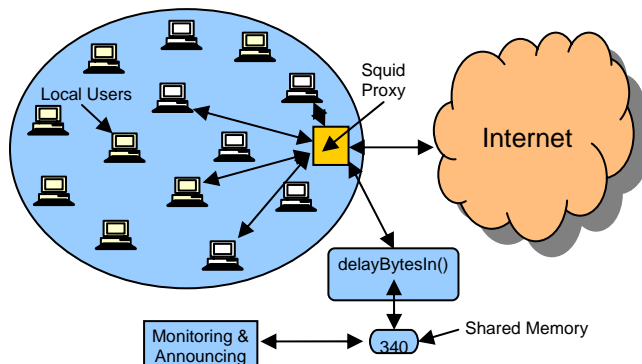 Squid
Proxy
Local Users
Internet
delayBytesIn()
Shared Memory
Monitoring &
Announcing
340